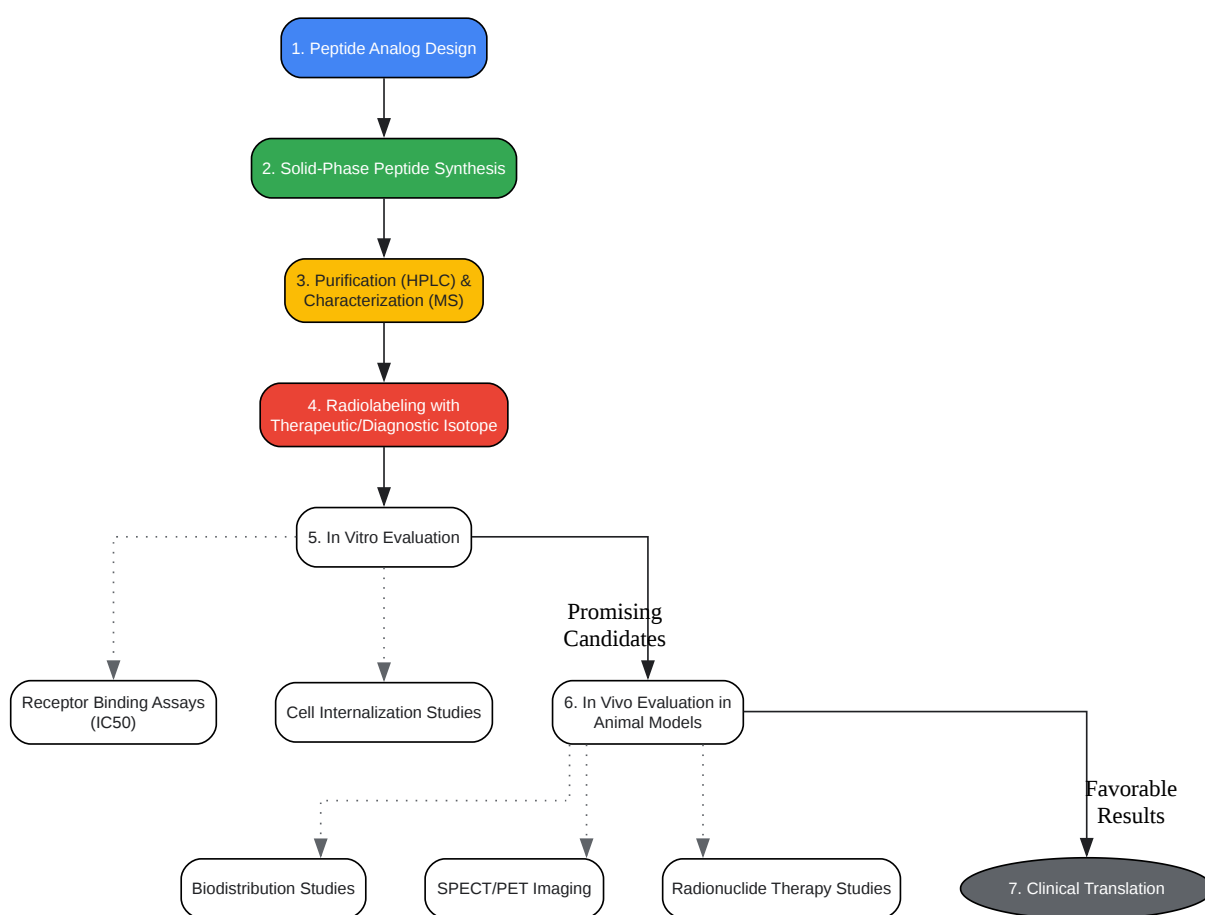 1. Peptide Analog Design
2. Solid-Phase Peptide Synthesis
3. Purification (HPLC) &
Characterization (MS)
4. Radiolabeling with
Therapeutic/Diagnostic Isotope
5. In Vitro Evaluation
Promising
Candidates
Receptor Binding Assays
(IC50)
Cell Internalization Studies
6. In Vivo Evaluation in
Animal Models
Favorable
Results
Biodistribution Studies
SPECT/PET Imaging
Radionuclide Therapy Studies
7. Clinical Translation